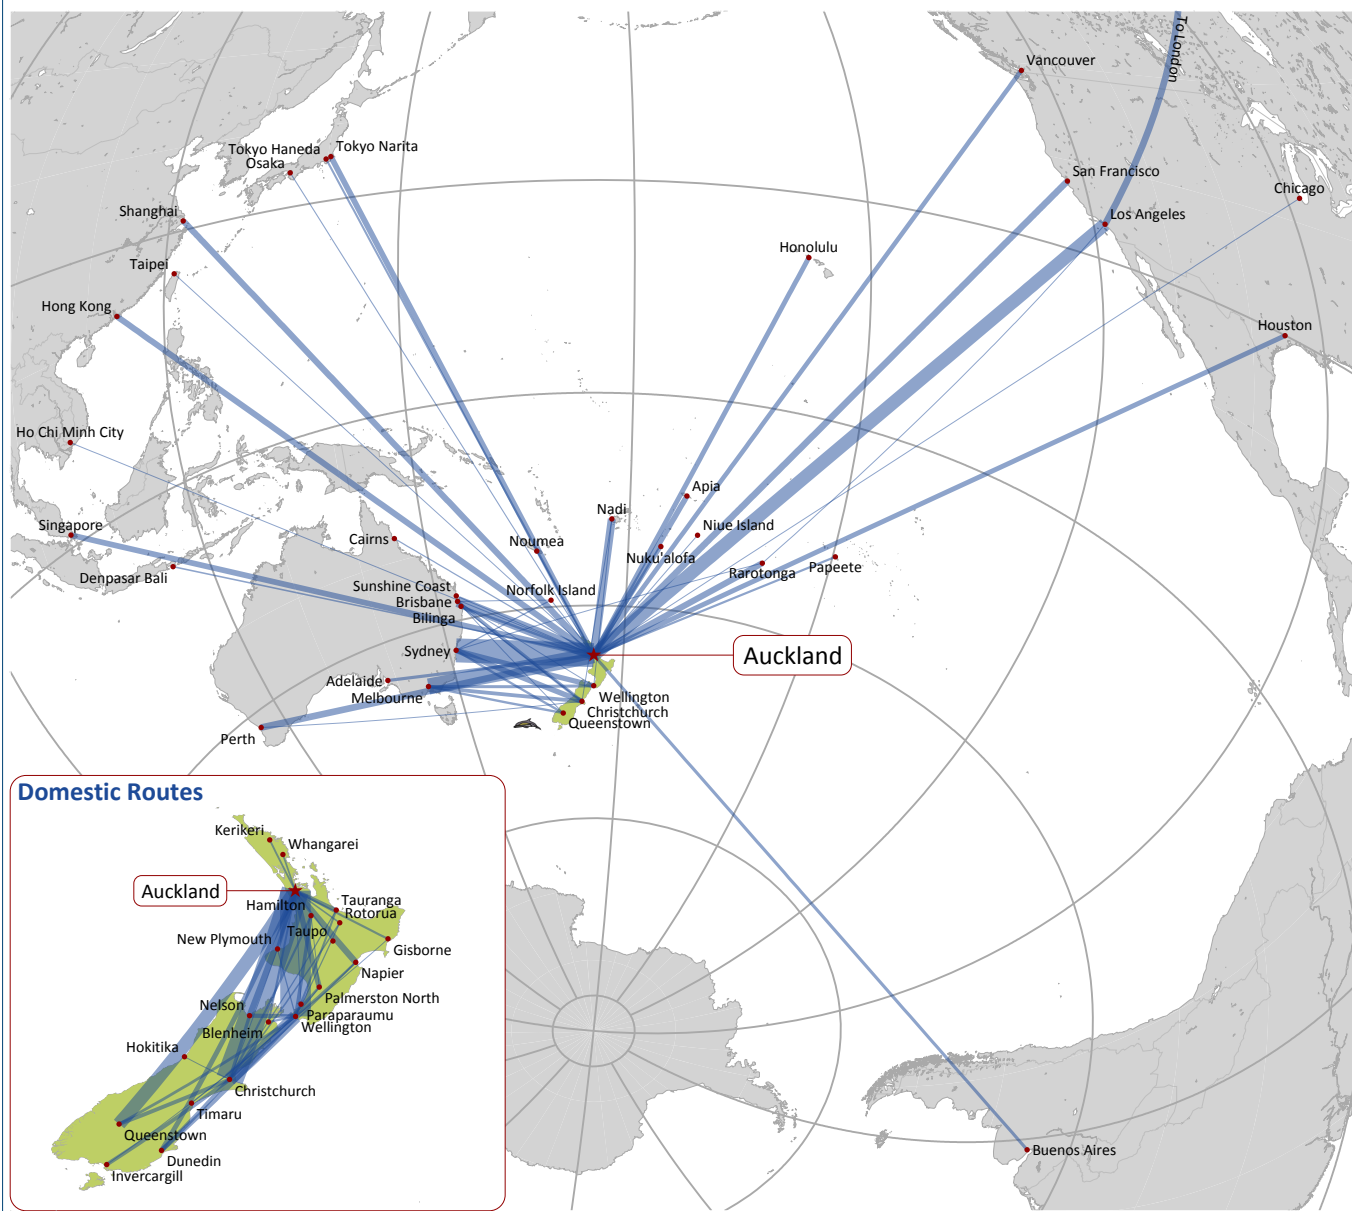 To London
Vancouver
Tokyo Haneda
Tokyo Narita
Osaka
San Francisco
Chicago
Shanghai
Los Angeles
Honolulu
Taipei
Hong Kong
Houston
Ho Chi Minh City
Apia
Nadi
Singapore
Niue Island
Cairns
Noumea
Nuku'alofa
Papeete
Rarotonga
Denpasar Bali
Sunshine Coast
Norfolk Island
Brisbane
Bilinga
Sydney
Auckland
Adelaide
Melbourne
Wellington
Christchurch
Queenstown
Perth
Domestic Routes
Kerikeri
Whangarei
Auckland
Hamilton
Tauranga
Rotorua
Taupo
New Plymouth
Gisborne
Napier
Palmerston North
Nelson
Paraparaumu
Wellington
Blenheim
Hokitika
Christchurch
Timaru
Queenstown
Dunedin
Invercargill
Buenos Aires